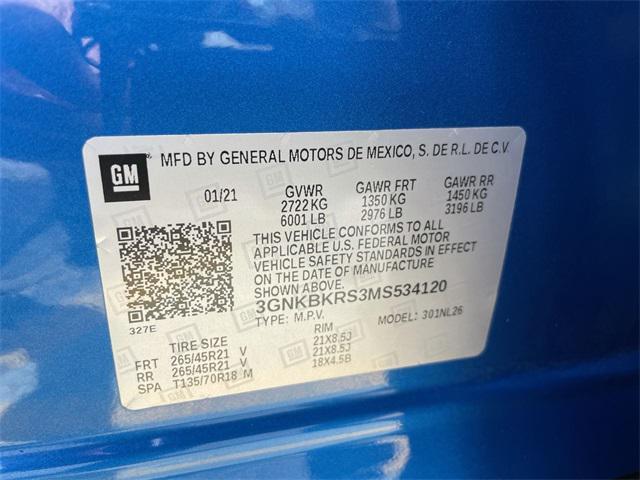 GM ® MFD BY GENERAL MOTORS DE MEXICO, S. DE R.L. DE C.V
01/21 GVWR GAWR FRT GAWR RR
2722 KG 1350 KG 1450 KG
6001 LB 2976 LB 3196 LB
THIS VEHICLE CONFORMS TO ALL
APPLICABLE U.S. FEDERAL MOTOR
VEHICLE SAFETY STANDARDS IN EFFECT
ON THE DATE OF MANUFACTURE
SHOWN ABOVE.
3GNKBKRS3MS534120
327E TYPE: M.P.V. MODEL: 301NL26
TIRE SIZE RIM
FRT 265/45R21 V 21X8.5J
RR 265/45R21 V 21X8.5J
SPA T135/70R18 M 18X4.5B